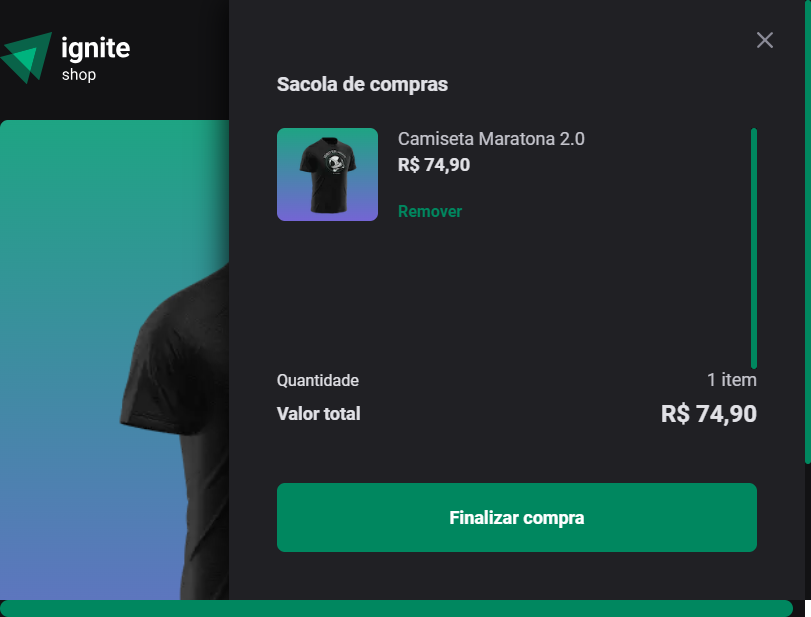 ignite
shop
Sacola de compras
Camiseta Maratona 2.0
R$ 74,90
Remover
Quantidade
1 item
Valor total
R$ 74,90
Finalizar compra